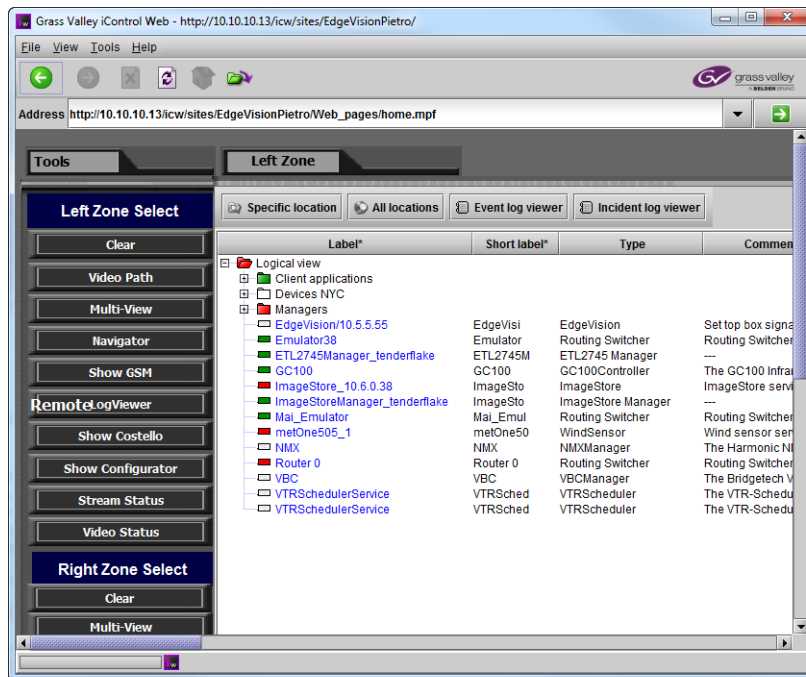 Grass Valley iControl Web - http://10.10.10.13/icw/sites/EdgeVisionPietro/
File View Tools Help
grass valley
A BELDEN BRAND
Address http://10.10.10.13/icw/sites/EdgeVisionPietro/Web_pages/home.mpf
Tools
Left Zone
Left Zone Select
Clear
Video Path
Multi-View
Navigator
Show GSM
RemoteLogViewer
Show Costello
Show Configurator
Stream Status
Video Status
Right Zone Select
Clear
Multi-View
Specific location All locations Event log viewer Incident log viewer
Label* Short label* Type Commen
Logical view
Client applications
Devices NYC
Managers
EdgeVision/10.5.5.55 EdgeVisi EdgeVision Set top box signa
Emulator38 Emulator Routing Switcher Routing Switcher
ETL2745Manager_tenderflake ETL2745M ETL2745 Manager ---
GC100 GC100 GC100Controller The GC100 Infrar
ImageStore_10.6.0.38 ImageSto ImageStore ImageStore servi
ImageStoreManager_tenderflake ImageSto ImageStore Manager ---
Mai_Emulator Mai_Emul Routing Switcher Routing Switcher
metOne505_1 metOne50 WindSensor Wind sensor ser
NMX NMX NMXManager The Harmonic N
Router 0 Router 0 Routing Switcher Routing Switcher
VBC VBC VBCManager The Bridgetech V
VTRSchedulerService VTRSched VTRScheduler The VTR-Schedu
VTRSchedulerService VTRSched VTRScheduler The VTR-Schedu